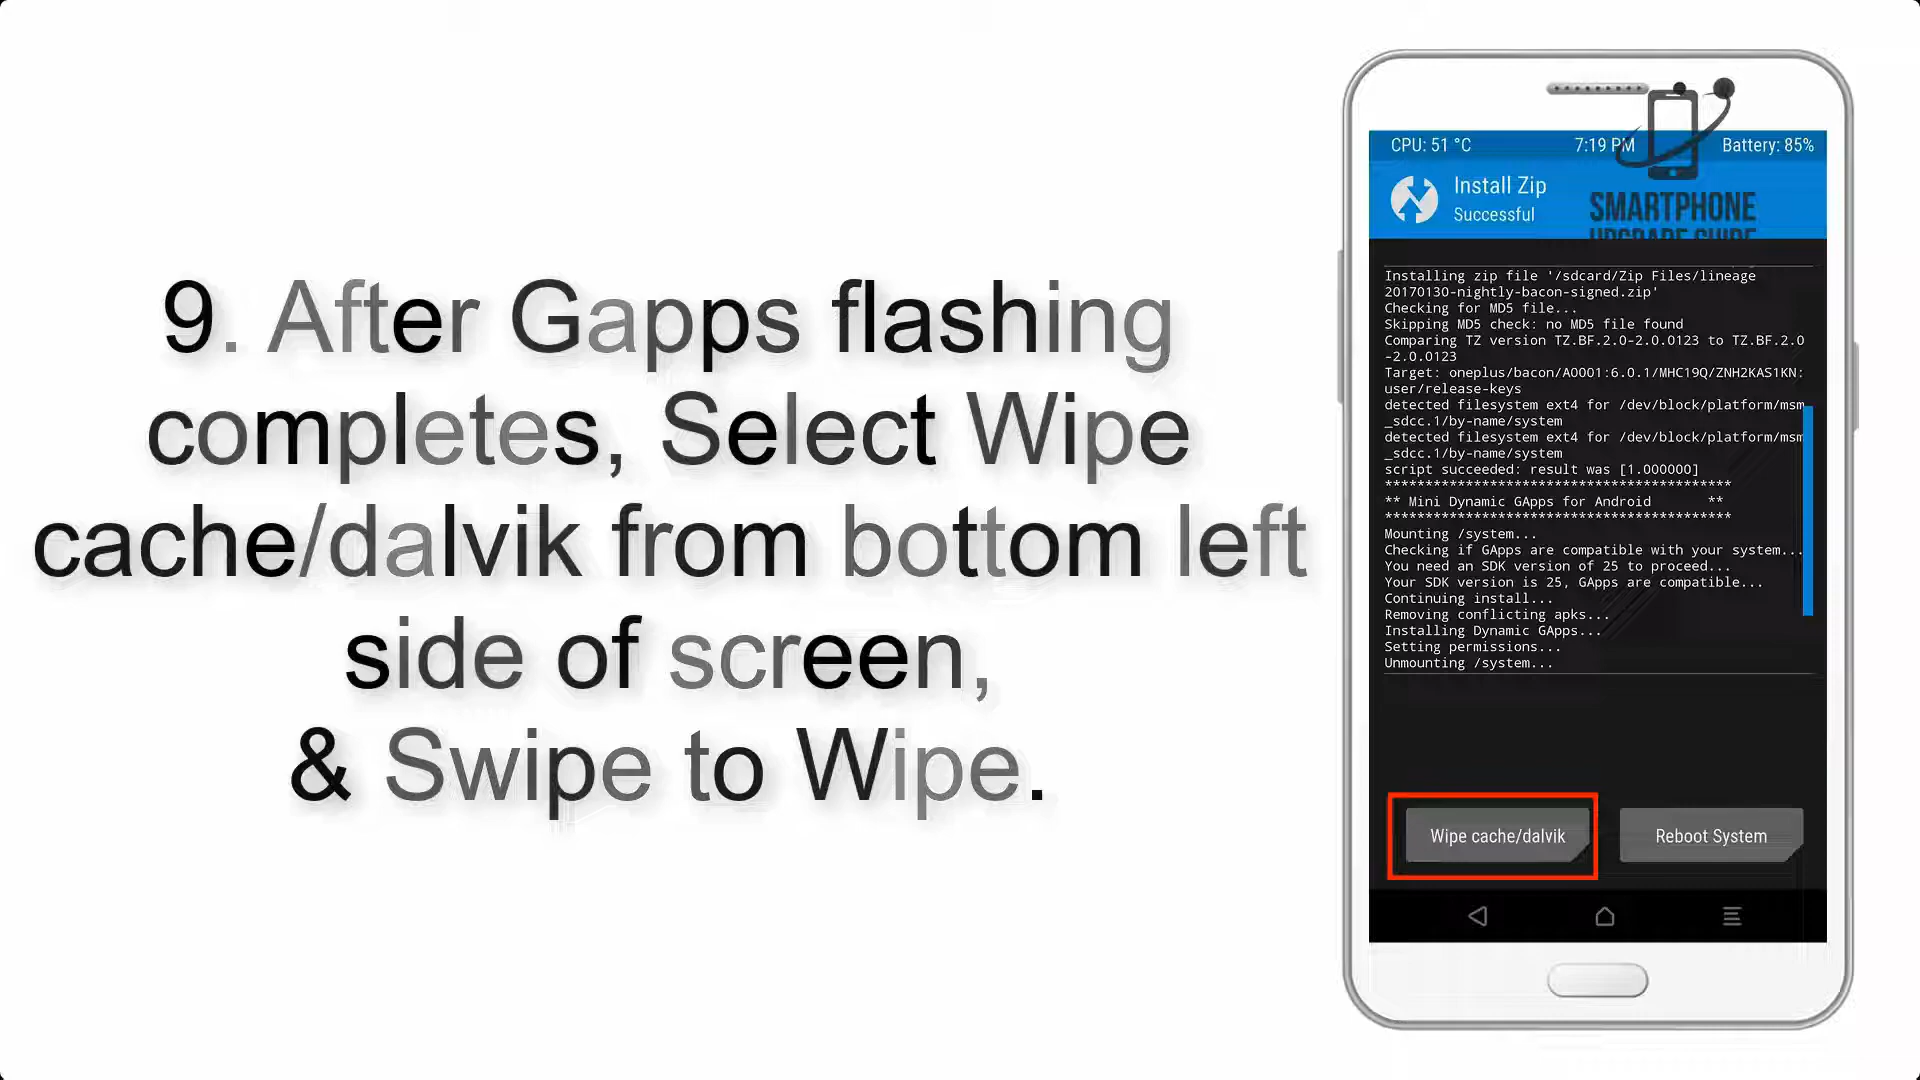 9. After Gapps flashing
completes, Select Wipe
cache/dalvik from bottom left
side of screen,
& Swipe to Wipe.
CPU: 51 °C 7:19 PM Battery: 85%
Install Zip
Successful
SMARTPHONE
UPGRADE GUIDE
Installing zip file '/sdcard/Zip Files/lineage
20170130-nightly-bacon-signed.zip'
Checking for MD5 file...
Skipping MD5 check: no MD5 file found
Comparing TZ version TZ.BF.2.0-2.0.0123 to TZ.BF.2.0
-2.0.0123
Target: oneplus/bacon/A0001:6.0.1/MHC19Q/ZNH2KAS1KN:
user/release-keys
detected filesystem ext4 for /dev/block/platform/msm
_sdcc.1/by-name/system
detected filesystem ext4 for /dev/block/platform/msm
_sdcc.1/by-name/system
script succeeded: result was [1.000000]
*******************************************
** Mini Dynamic GApps for Android **
*******************************************
Mounting /system...
Checking if GApps are compatible with your system...
You need an SDK version of 25 to proceed...
Your SDK version is 25, GApps are compatible...
Continuing install...
Removing conflicting apks...
Installing Dynamic GApps...
Setting permissions...
Unmounting /system...
Wipe cache/dalvik Reboot System